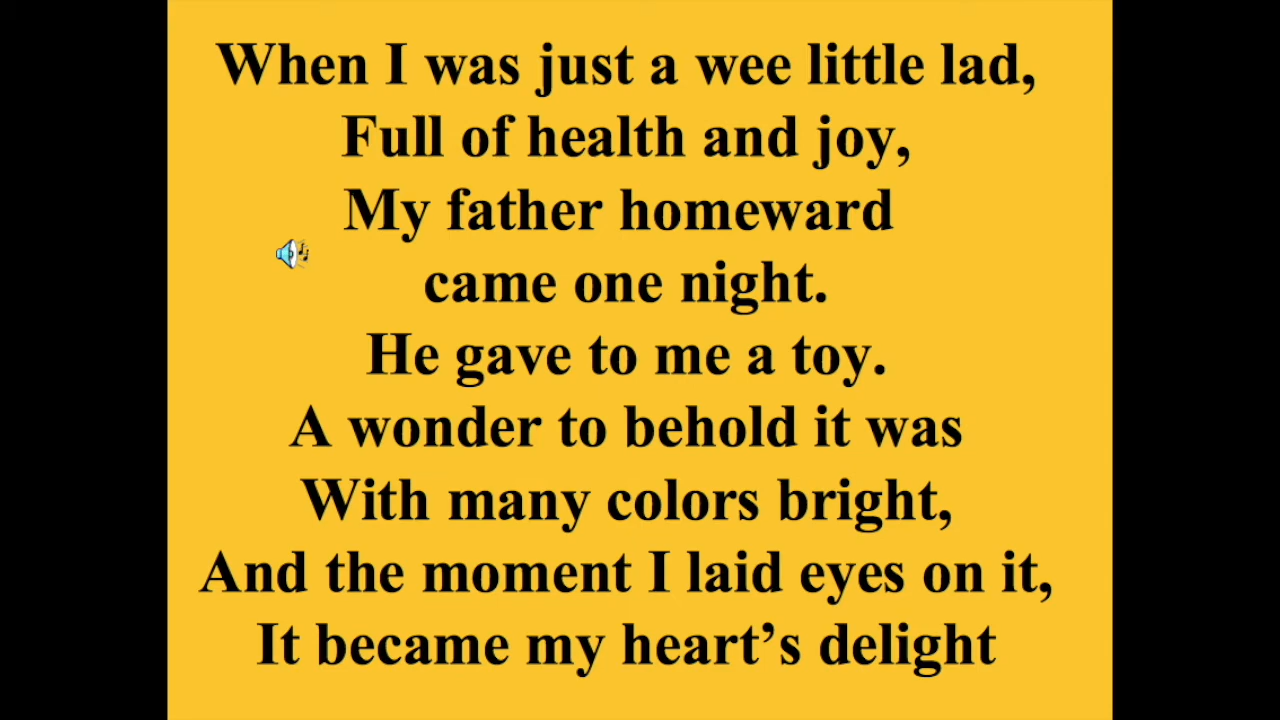 When I was just a wee little lad,
Full of health and joy,
My father homeward
came one night.
He gave to me a toy.
A wonder to behold it was
With many colors bright,
And the moment I laid eyes on it,
It became my heart’s delight